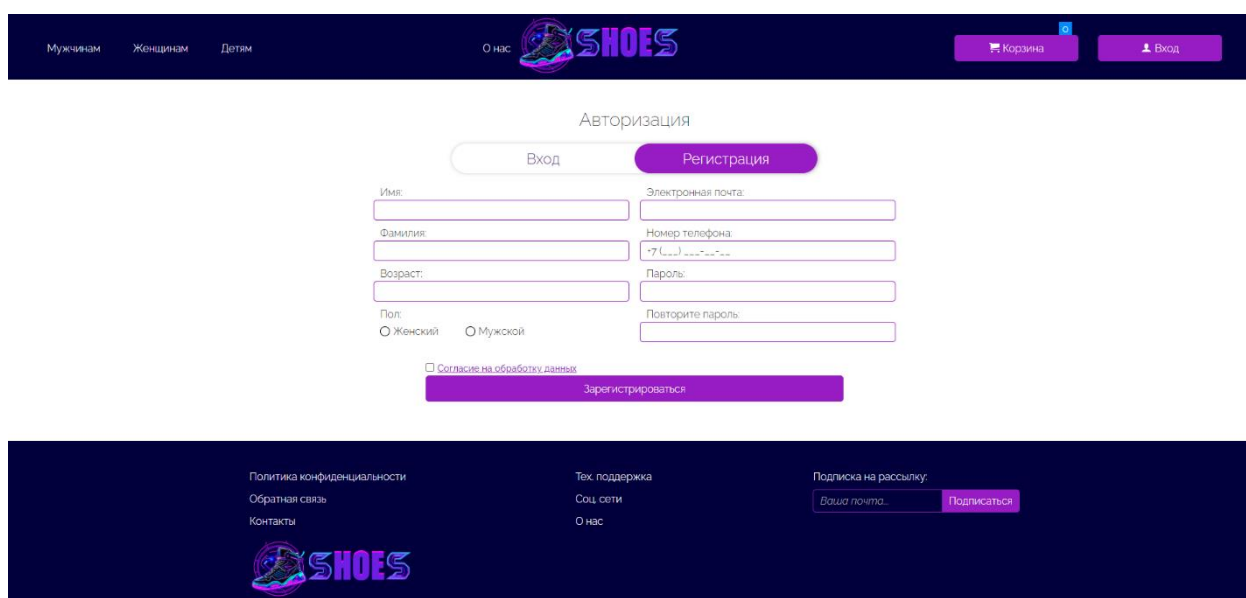 Мужчинам Женщинам Детям О нас SHOES 0 Корзина Вход
Авторизация
Вход Регистрация
Имя: Электронная почта:
Фамилия: Номер телефона:
+7 (___) ___-__-__
Возраст: Пароль:
Пол: Повторите пароль:
Женский Мужской
Согласие на обработку данных
Зарегистрироваться
Политика конфиденциальности Тех. поддержка Подписка на рассылку:
Обратная связь Соц. сети Ваша почта... Подписаться
Контакты О нас
SHOES